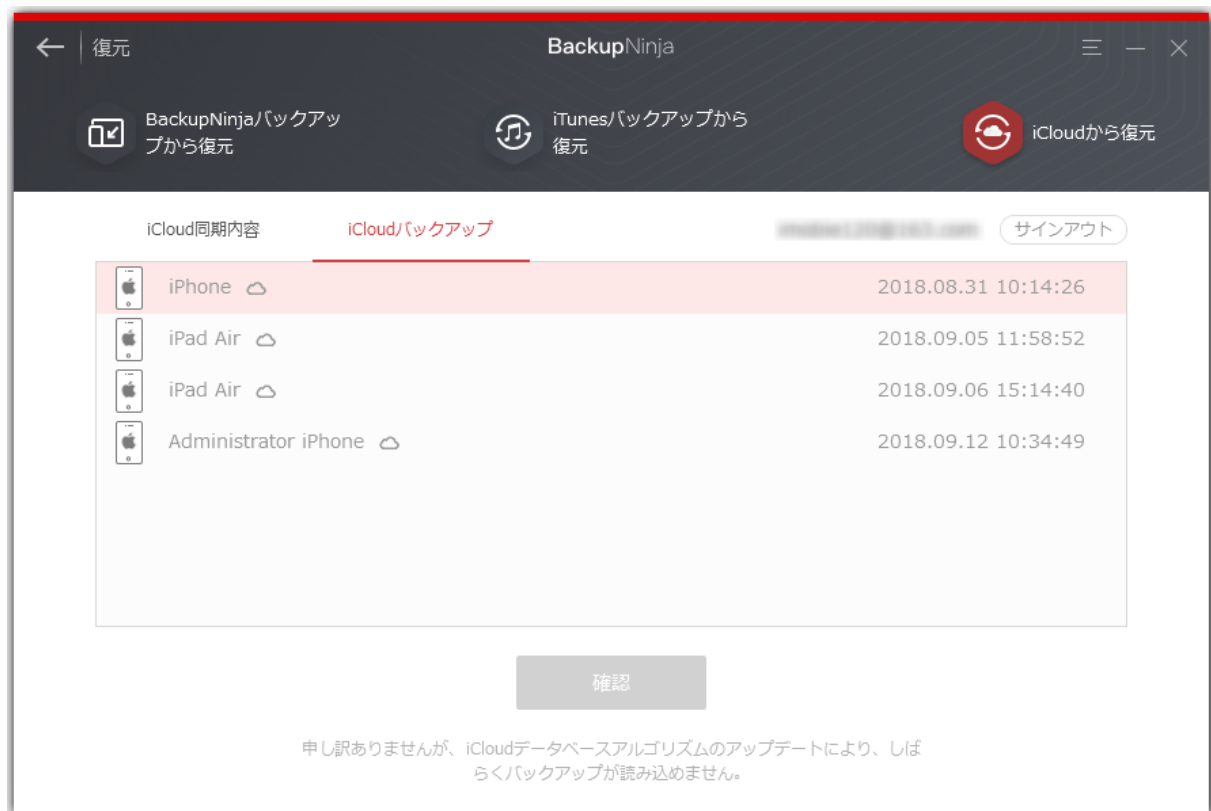 復元
BackupNinja
BackupNinjaバックアッ
プから復元
iTunesバックアップから
復元
iCloudから復元
iCloud同期内容
iCloudバックアップ
サインアウト
iPhone 2018.08.31 10:14:26
iPad Air 2018.09.05 11:58:52
iPad Air 2018.09.06 15:14:40
Administrator iPhone 2018.09.12 10:34:49
確認
申し訳ありませんが、iCloudデータベースアルゴリズムのアップデートにより、しば
らくバックアップが読み込めません。